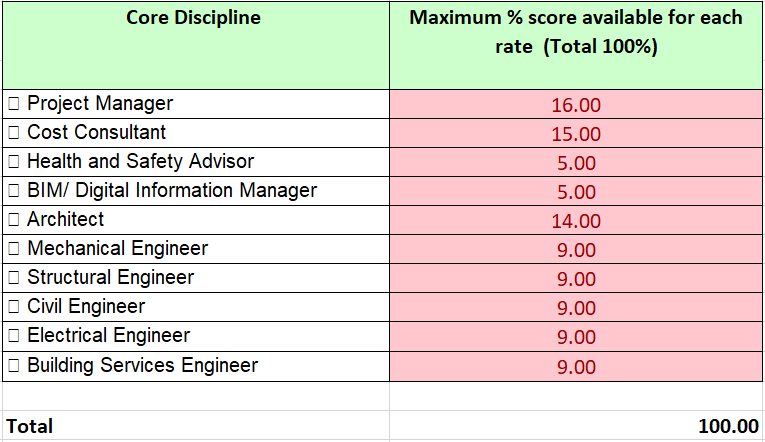 Core Discipline
Maximum % score available for each
rate (Total 100%)
□ Project Manager 16.00
□ Cost Consultant 15.00
□ Health and Safety Advisor 5.00
□ BIM/ Digital Information Manager 5.00
□ Architect 14.00
□ Mechanical Engineer 9.00
□ Structural Engineer 9.00
□ Civil Engineer 9.00
□ Electrical Engineer 9.00
□ Building Services Engineer 9.00
Total 100.00